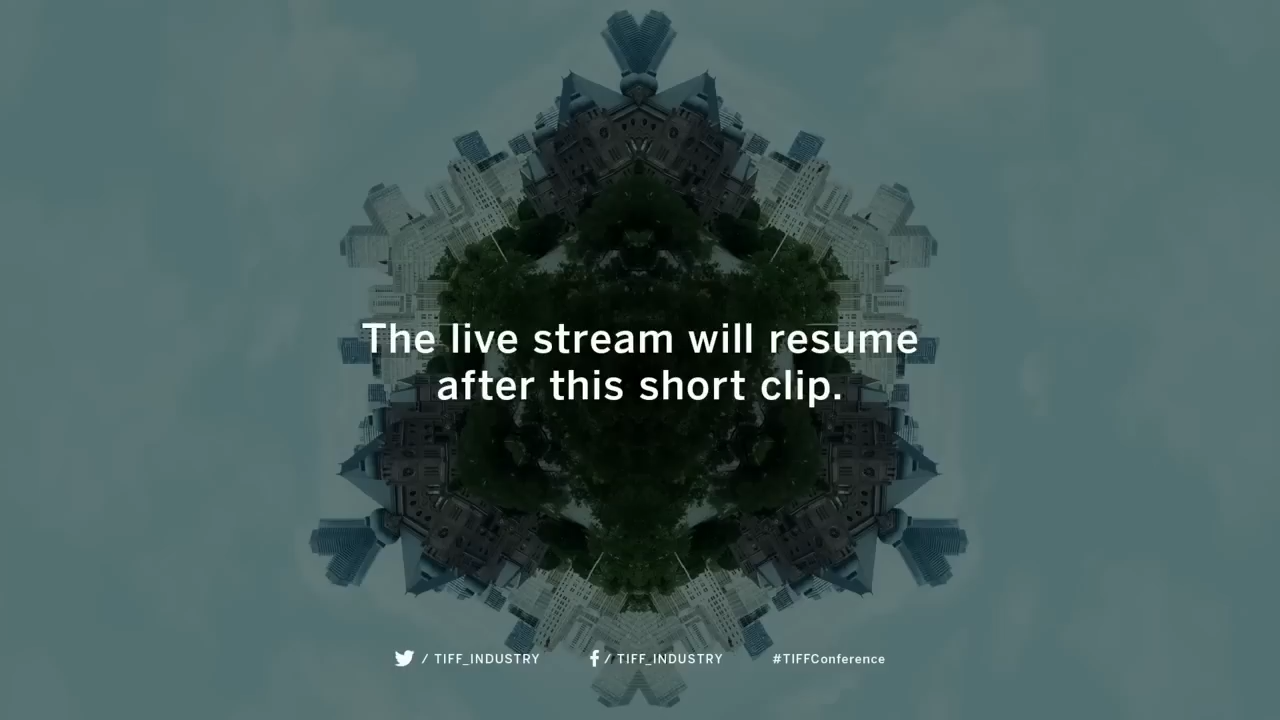 The live stream will resume
after this short clip.
/ TIFF_INDUSTRY / TIFF_INDUSTRY #TIFFConference